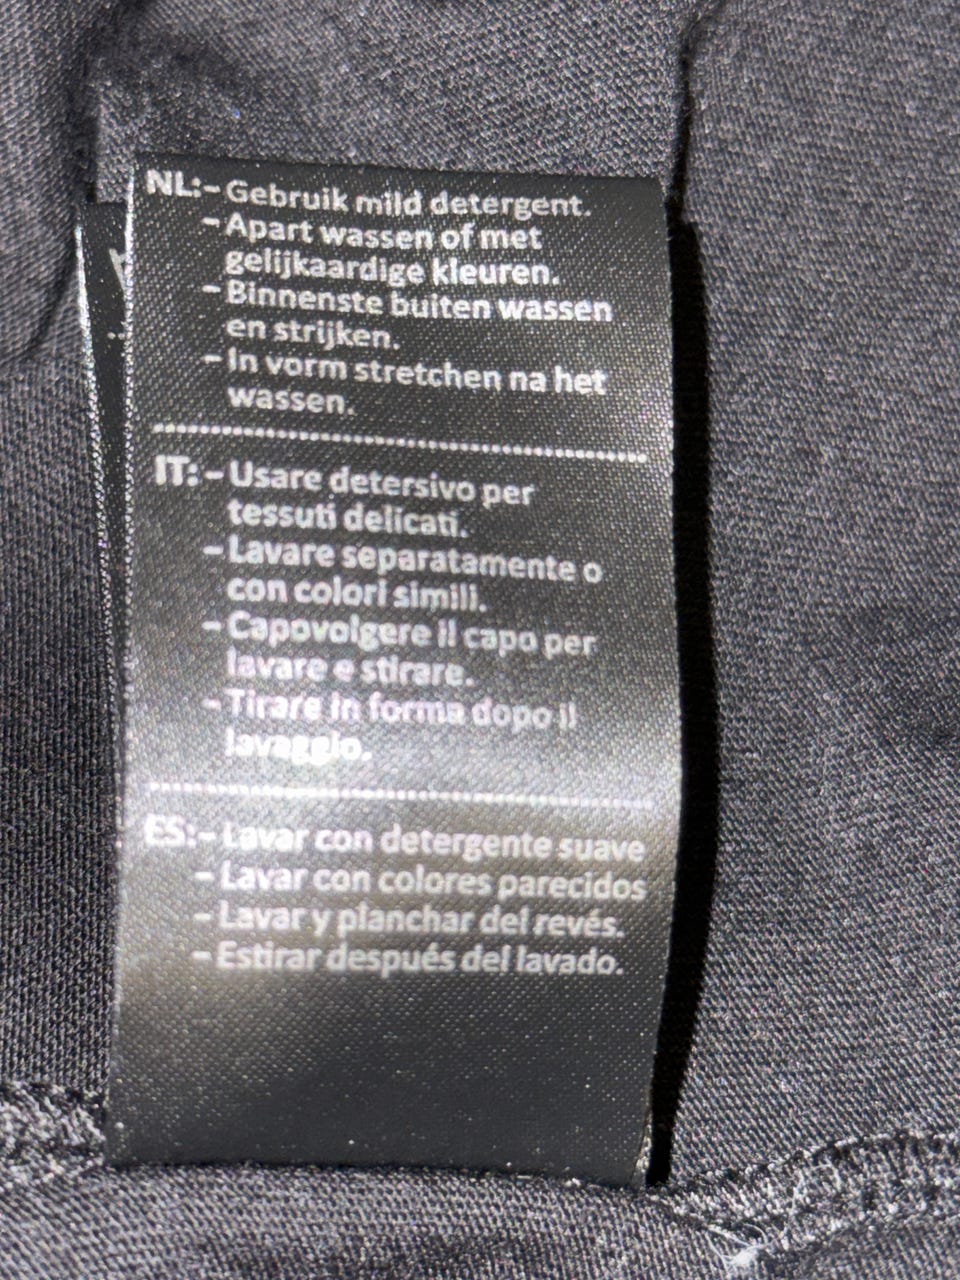 NL:- Gebruik mild detergent.
- Apart wassen of met
gelijkaardige kleuren.
- Binnenste buiten wassen
en strijken.
- In vorm stretchen na het
wassen.
IT:- Usare detersivo per
tessuti delicati.
- Lavare separatamente o
con colori simili.
- Capovolgere il capo per
lavare e stirare.
- Tirare in forma dopo il
lavaggio.
ES:- Lavar con detergente suave
- Lavar con colores parecidos
- Lavar y planchar del revés.
- Estirar después del lavado.